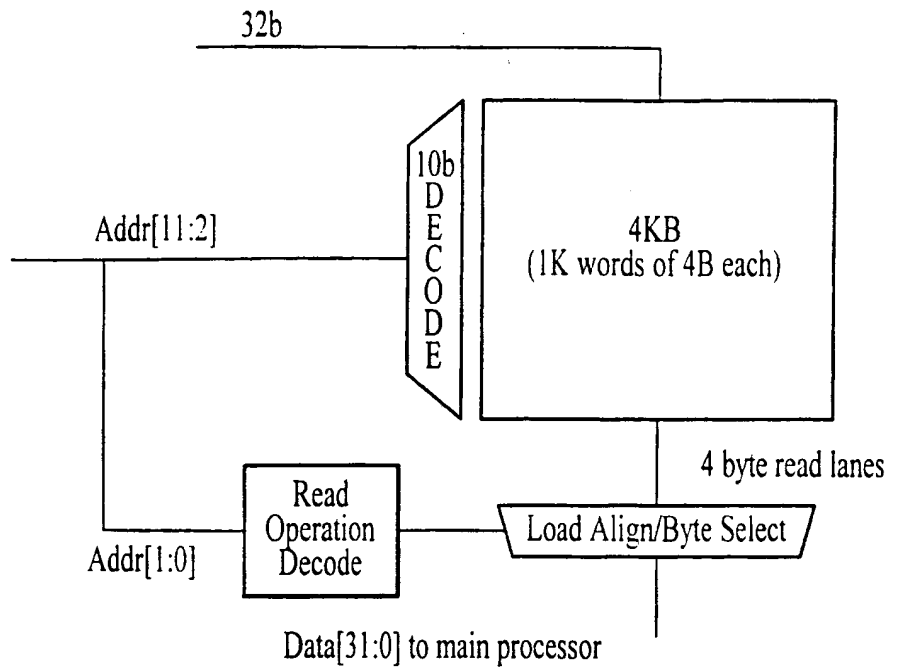 32b
10b
D
E
C
O
D
E
Addr[11:2]
4KB
(1K words of 4B each)
4 byte read lanes
Read
Operation
Decode
Load Align/Byte Select
Addr[1:0]
Data[31:0] to main processor